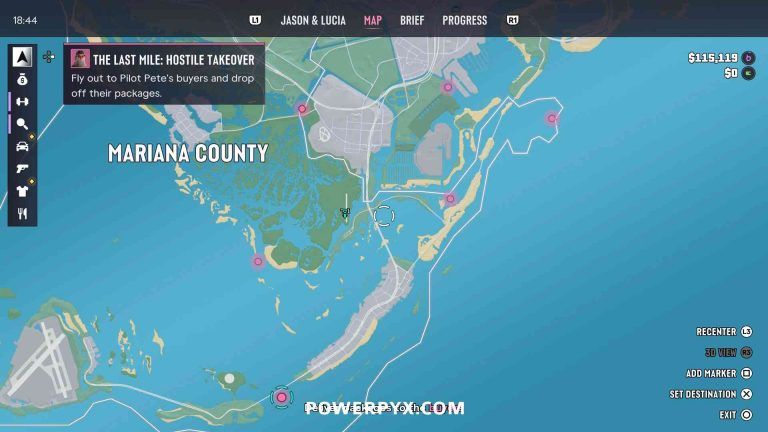 18:44
L1 JASON & LUCIA MAP BRIEF PROGRESS R1
THE LAST MILE: HOSTILE TAKEOVER
Fly out to Pilot Pete's buyers and drop
off their packages.
$115,119
$0
MARIANA COUNTY
RECENTER L3
3D VIEW R3
ADD MARKER
SET DESTINATION
EXIT
POWERPYX.COM